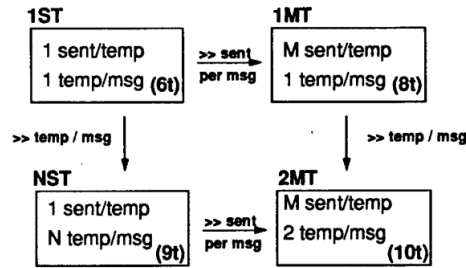 1ST
1 sent/temp
1 temp/msg (6t)
>> sent
per msg
1MT
M sent/temp
1 temp/msg (8t)
>> temp / msg
>> temp / msg
NST
1 sent/temp
N temp/msg (9t)
>> sent
per msg
2MT
M sent/temp
2 temp/msg (10t)